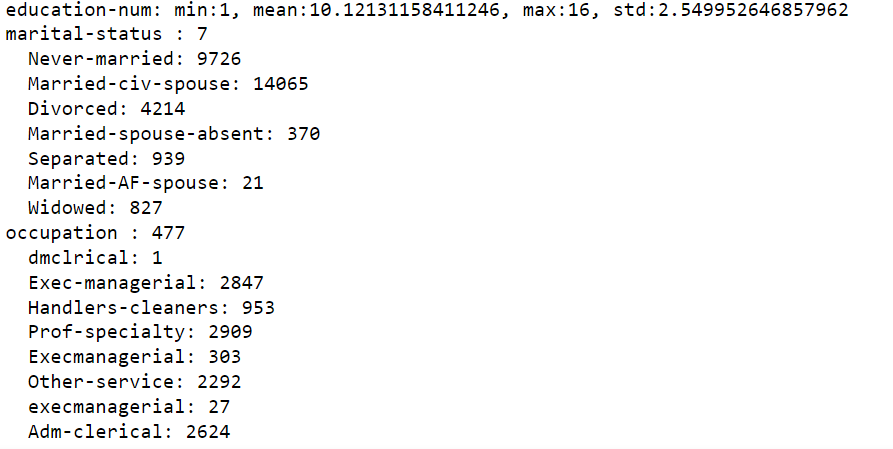 education-num: min:1, mean:10.12131158411246, max:16, std:2.549952646857962
marital-status : 7
Never-married: 9726
Married-civ-spouse: 14065
Divorced: 4214
Married-spouse-absent: 370
Separated: 939
Married-AF-spouse: 21
Widowed: 827
occupation : 477
dmclrical: 1
Exec-managerial: 2847
Handlers-cleaners: 953
Prof-specialty: 2909
Execmanagerial: 303
Other-service: 2292
execmanagerial: 27
Adm-clerical: 2624